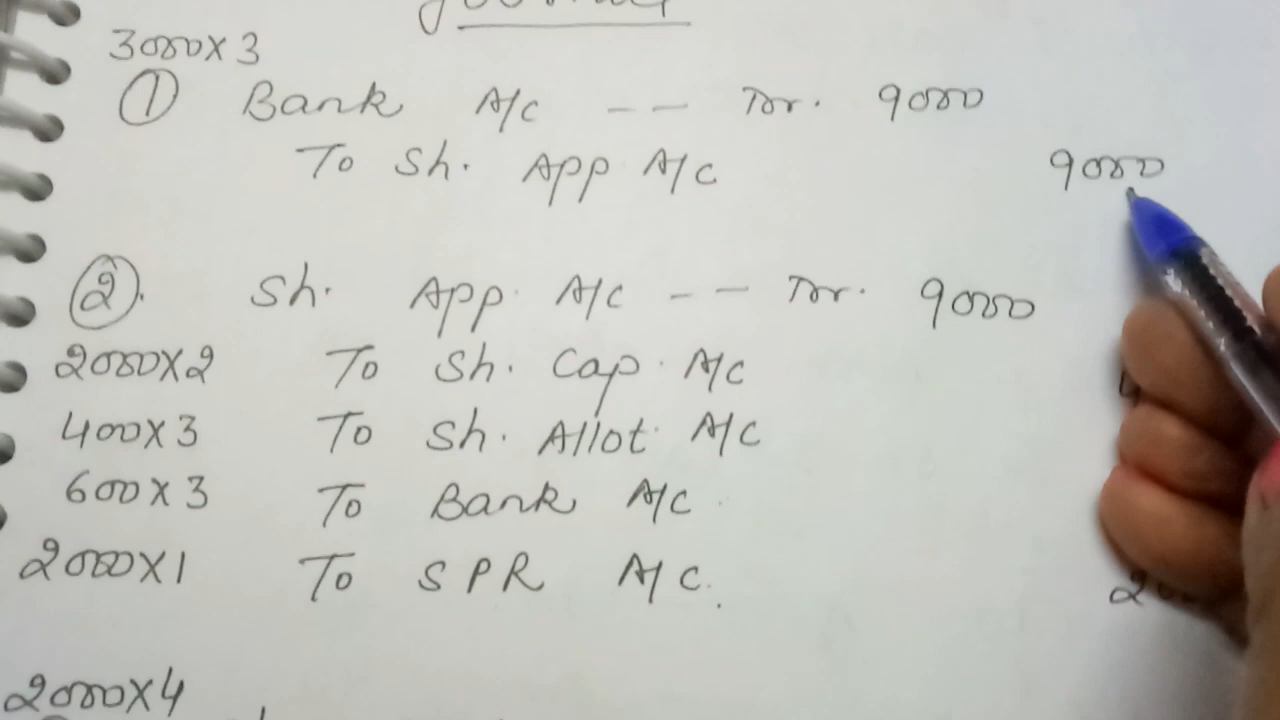 Journal
3000x3
① Bank A/c -- Dr. 9000
To Sh. App A/c 9000
②. Sh. App. A/c -- Dr. 9000
2000x2 To Sh. Cap. A/c
400x3 To Sh. Allot. A/c
600x3 To Bank A/c
2000x1 To SPR A/c.
2000x4